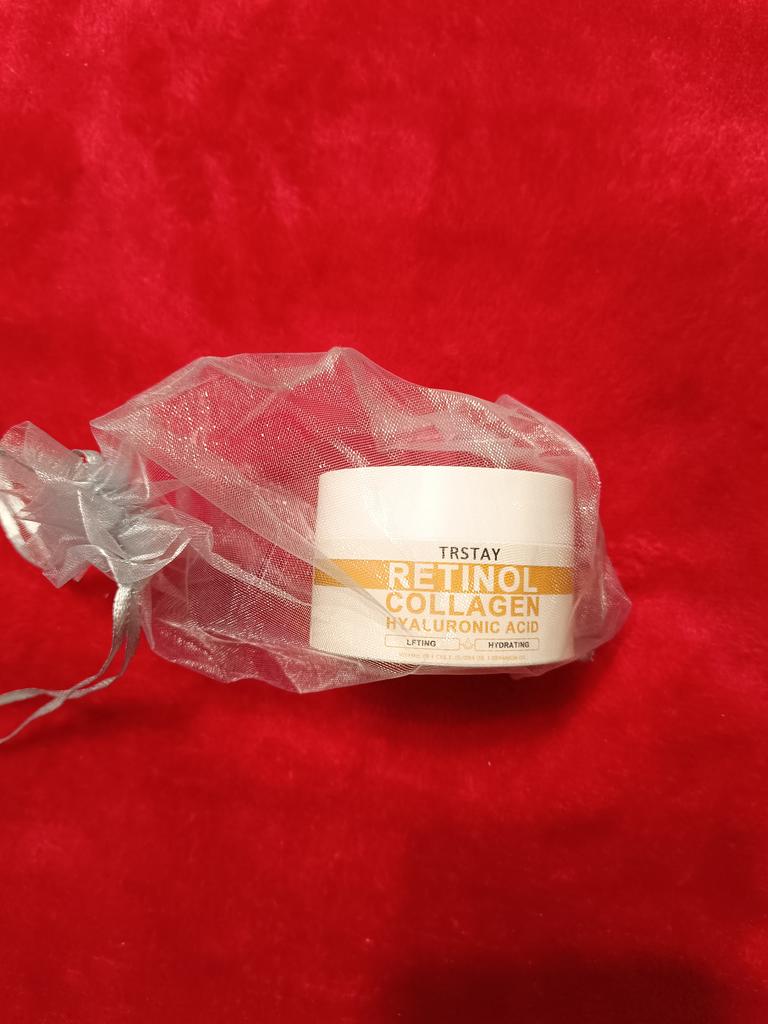 TRSTAY
RETINOL
COLLAGEN
HYALURONIC ACID
LFTING HYDRATING